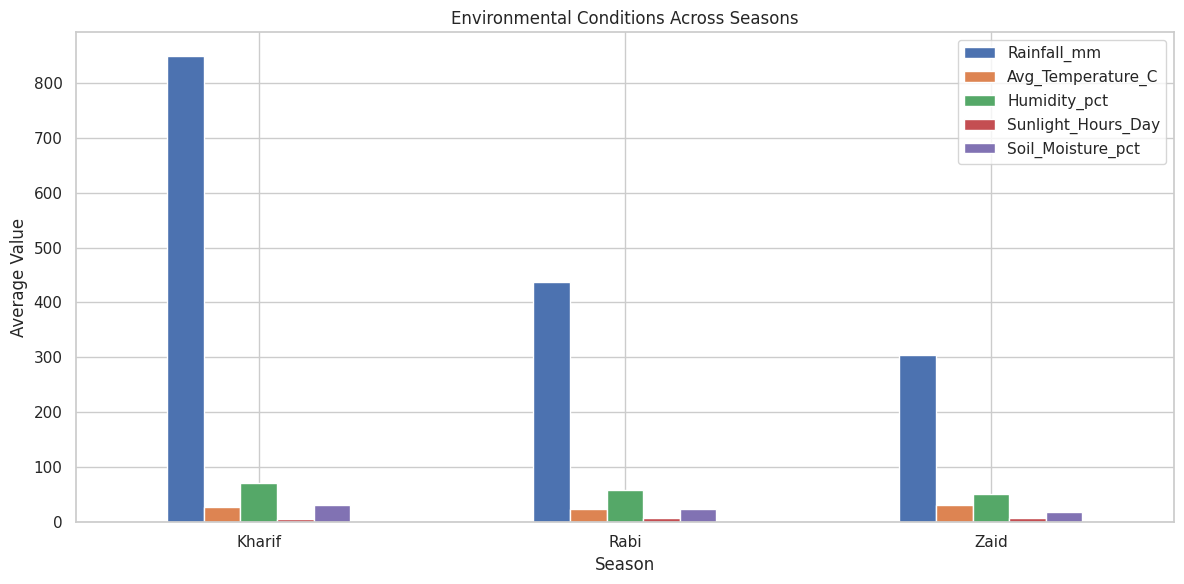 Environmental Conditions Across Seasons
Rainfall_mm
Avg_Temperature_C
Humidity_pct
Sunlight_Hours_Day
Soil_Moisture_pct
Average Value
800
700
600
500
400
300
200
100
0
Kharif
Rabi
Zaid
Season